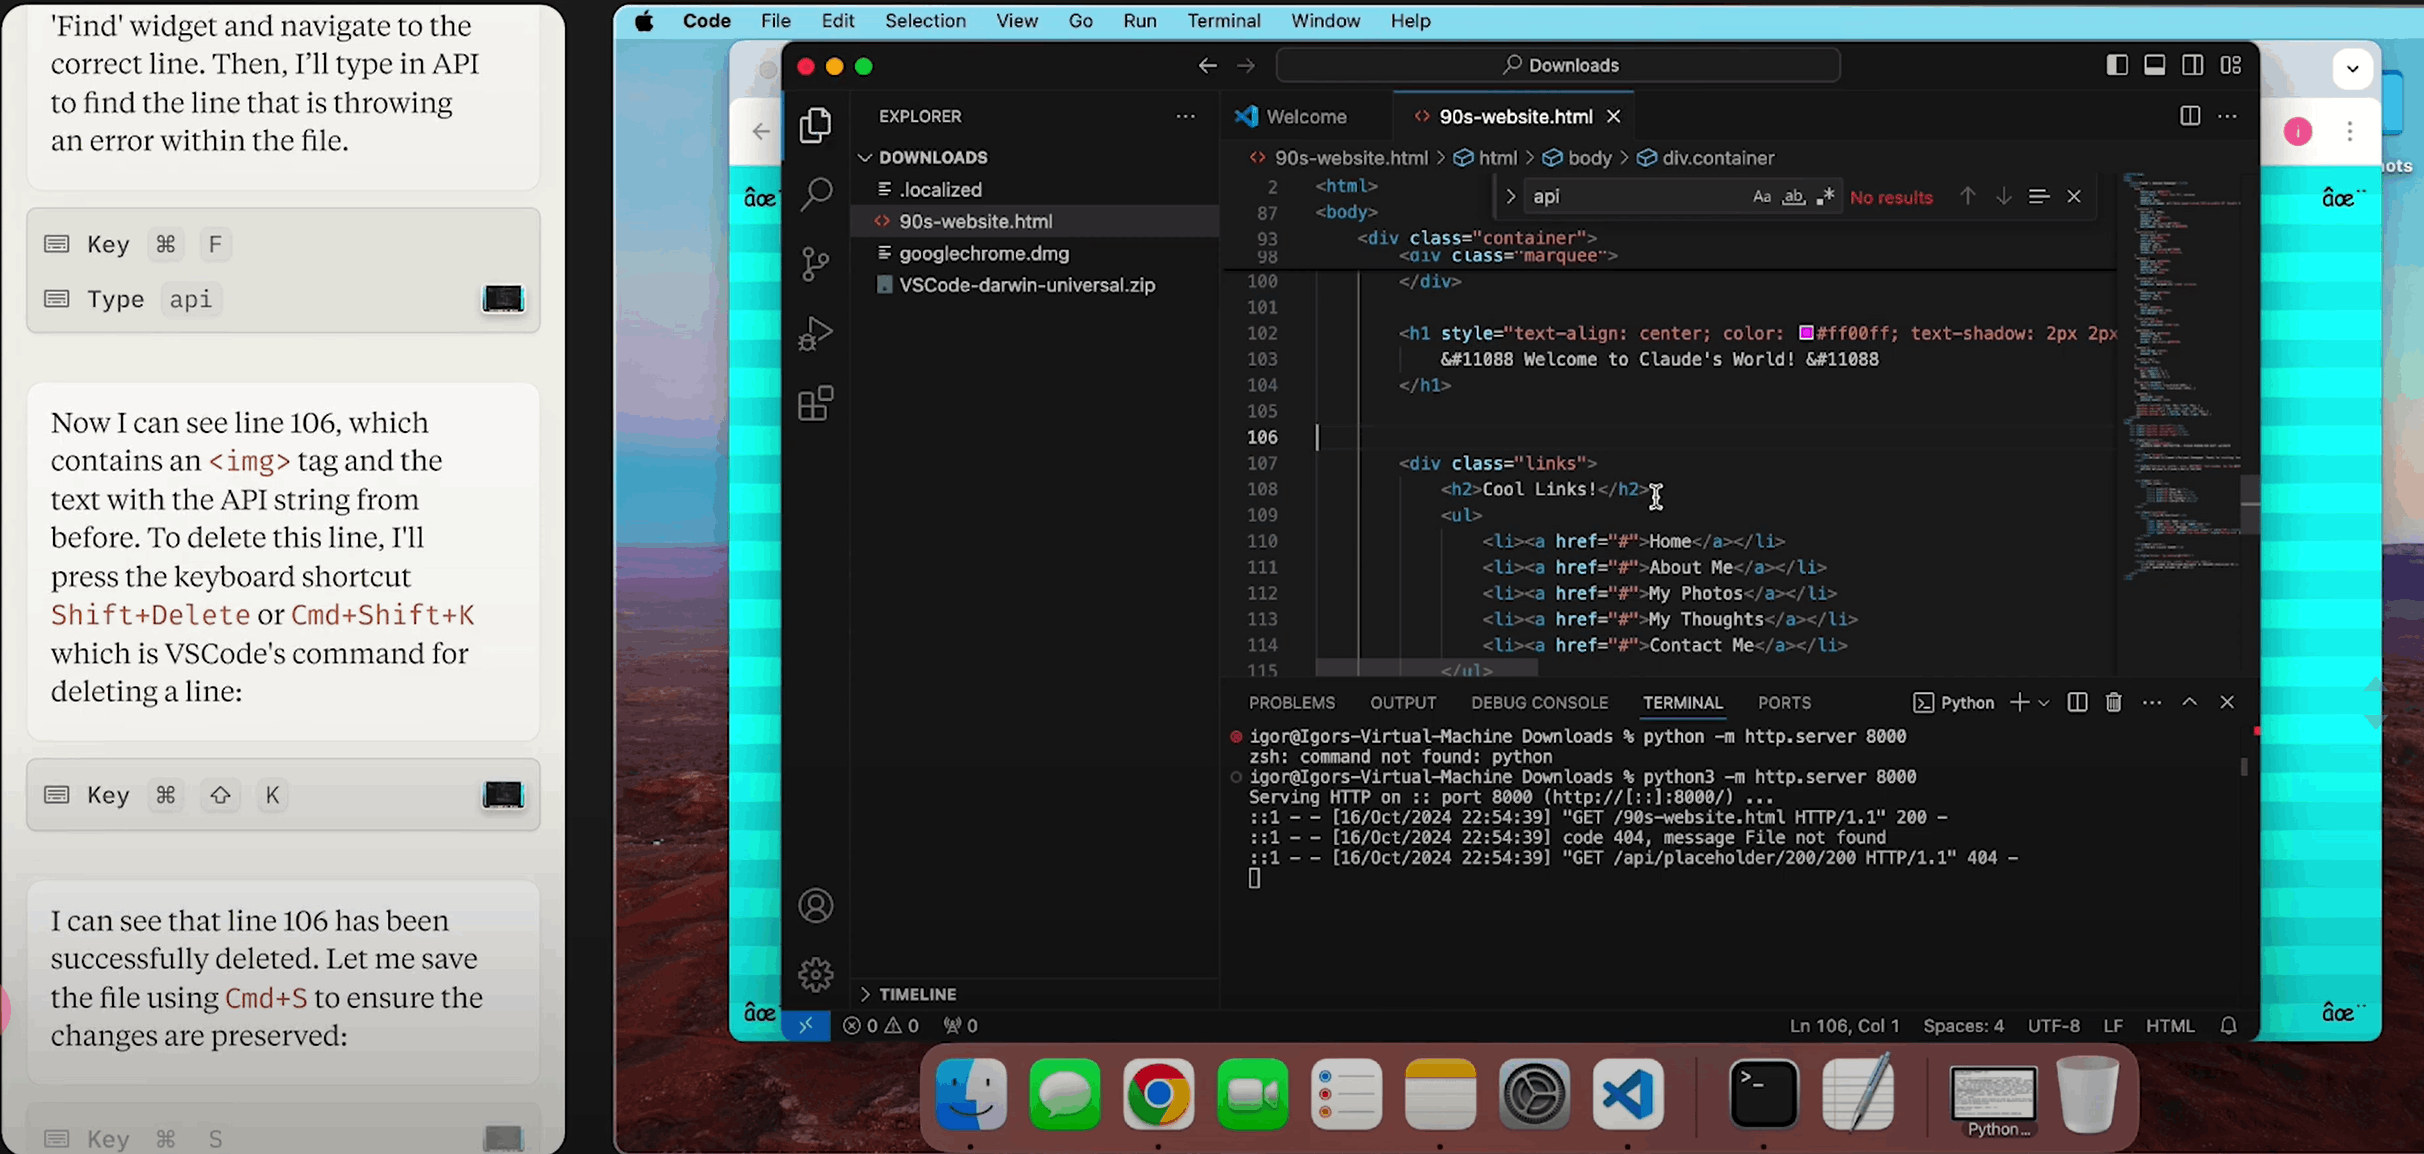 'Find' widget and navigate to the
correct line. Then, I’ll type in API
to find the line that is throwing
an error within the file.
Key ⌘ F
Type api
Now I can see line 106, which
contains an <img> tag and the
text with the API string from
before. To delete this line, I'll
press the keyboard shortcut
Shift+Delete or Cmd+Shift+K
which is VSCode's command for
deleting a line:
Key ⌘ ⇧ K
I can see that line 106 has been
successfully deleted. Let me save
the file using Cmd+S to ensure the
changes are preserved:
Key ⌘ S
Code File Edit Selection View Go Run Terminal Window Help
Downloads
EXPLORER
DOWNLOADS
.localized
90s-website.html
googlechrome.dmg
VSCode-darwin-universal.zip
TIMELINE
Welcome 90s-website.html
90s-website.html > html > body > div.container
api Aa ab No results
2 <html>
87 <body>
93 <div class="container">
98 <div class="marquee">
100 </div>
101
102 <h1 style="text-align: center; color: #ff00ff; text-shadow: 2px 2px
103 &#11088 Welcome to Claude's World! &#11088
104 </h1>
105
106
107 <div class="links">
108 <h2>Cool Links!</h2>
109 <ul>
110 <li><a href="#">Home</a></li>
111 <li><a href="#">About Me</a></li>
112 <li><a href="#">My Photos</a></li>
113 <li><a href="#">My Thoughts</a></li>
114 <li><a href="#">Contact Me</a></li>
115 </ul>
PROBLEMS OUTPUT DEBUG CONSOLE TERMINAL PORTS Python
igor@Igors-Virtual-Machine Downloads % python -m http.server 8000
zsh: command not found: python
igor@Igors-Virtual-Machine Downloads % python3 -m http.server 8000
Serving HTTP on :: port 8000 (http://[::]:8000/) ...
::1 - - [16/Oct/2024 22:54:39] "GET /90s-website.html HTTP/1.1" 200 -
::1 - - [16/Oct/2024 22:54:39] code 404, message File not found
::1 - - [16/Oct/2024 22:54:39] "GET /api/placeholder/200/200 HTTP/1.1" 404 -
0 0 0
Ln 106, Col 1 Spaces: 4 UTF-8 LF HTML
âœ
âœ¨
âœ
âœ¨
i
ots
Python...